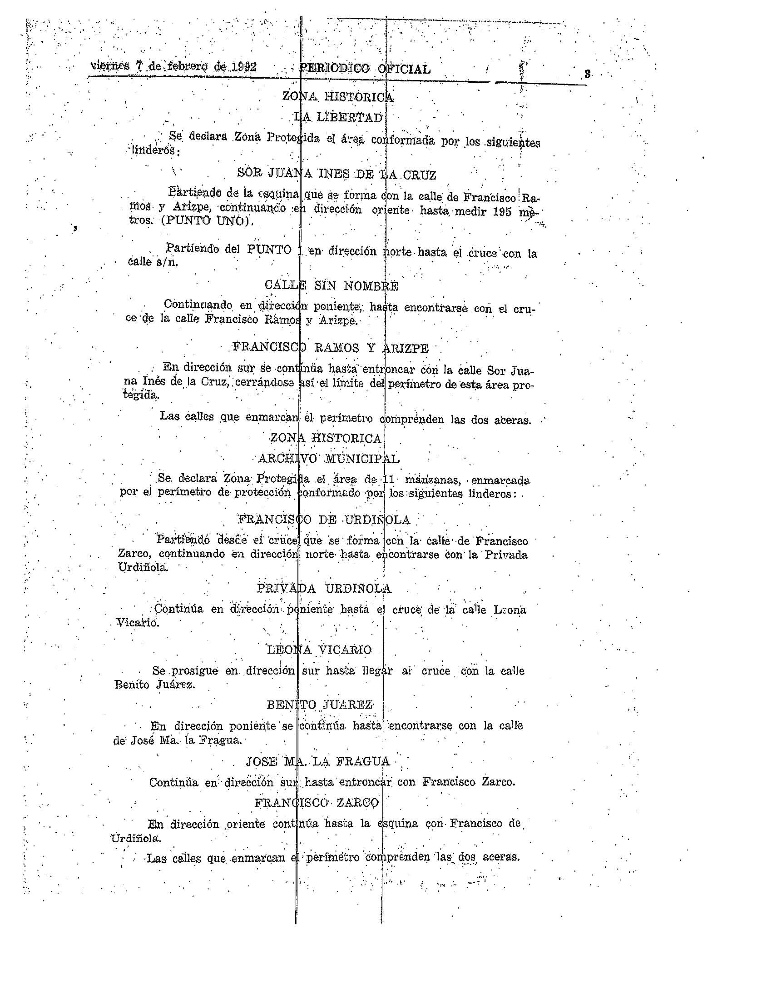 viernes 7 de febrero de 1992 PERIODICO OFICIAL 3
ZONA HISTORICA
LA LIBERTAD
Se declara Zona Protegida el área conformada por los siguientes
linderos:
SOR JUANA INES DE LA CRUZ
Partiendo de la esquina que se forma con la calle de Francisco Ra-
mos y Arizpe, continuando en dirección oriente hasta medir 195 me-
tros. (PUNTO UNO).
Partiendo del PUNTO 1 en dirección norte hasta el cruce con la
calle s/n.
CALLE SIN NOMBRE
Continuando en dirección poniente, hasta encontrarse con el cru-
ce de la calle Francisco Ramos y Arizpe.
FRANCISCO RAMOS Y ARIZPE
En dirección sur se continúa hasta entroncar con la calle Sor Jua-
na Inés de la Cruz, cerrándose así el límite del perímetro de esta área pro-
tegida.
Las calles que enmarcan el perímetro comprenden las dos aceras.
ZONA HISTORICA
ARCHIVO MUNICIPAL
Se declara Zona Protegida el área de 11 manzanas, enmarcada
por el perímetro de protección conformado por los siguientes linderos:
FRANCISCO DE URDIÑOLA
Partiendo desde el cruce que se forma con la calle de Francisco
Zarco, continuando en dirección norte hasta encontrarse con la Privada
Urdiñola.
PRIVADA URDIÑOLA
Continúa en dirección poniente hasta el cruce de la calle Leona
Vicario.
LEONA VICARIO
Se prosigue en dirección sur hasta llegar al cruce con la calle
Benito Juárez.
BENITO JUAREZ
En dirección poniente se continúa hasta encontrarse con la calle
de José Ma. la Fragua.
JOSE MA. LA FRAGUA
Continúa en dirección sur hasta entroncar con Francisco Zarco.
FRANCISCO ZARCO
En dirección oriente continúa hasta la esquina con Francisco de
Urdiñola.
Las calles que enmarcan el perímetro comprenden las dos aceras.